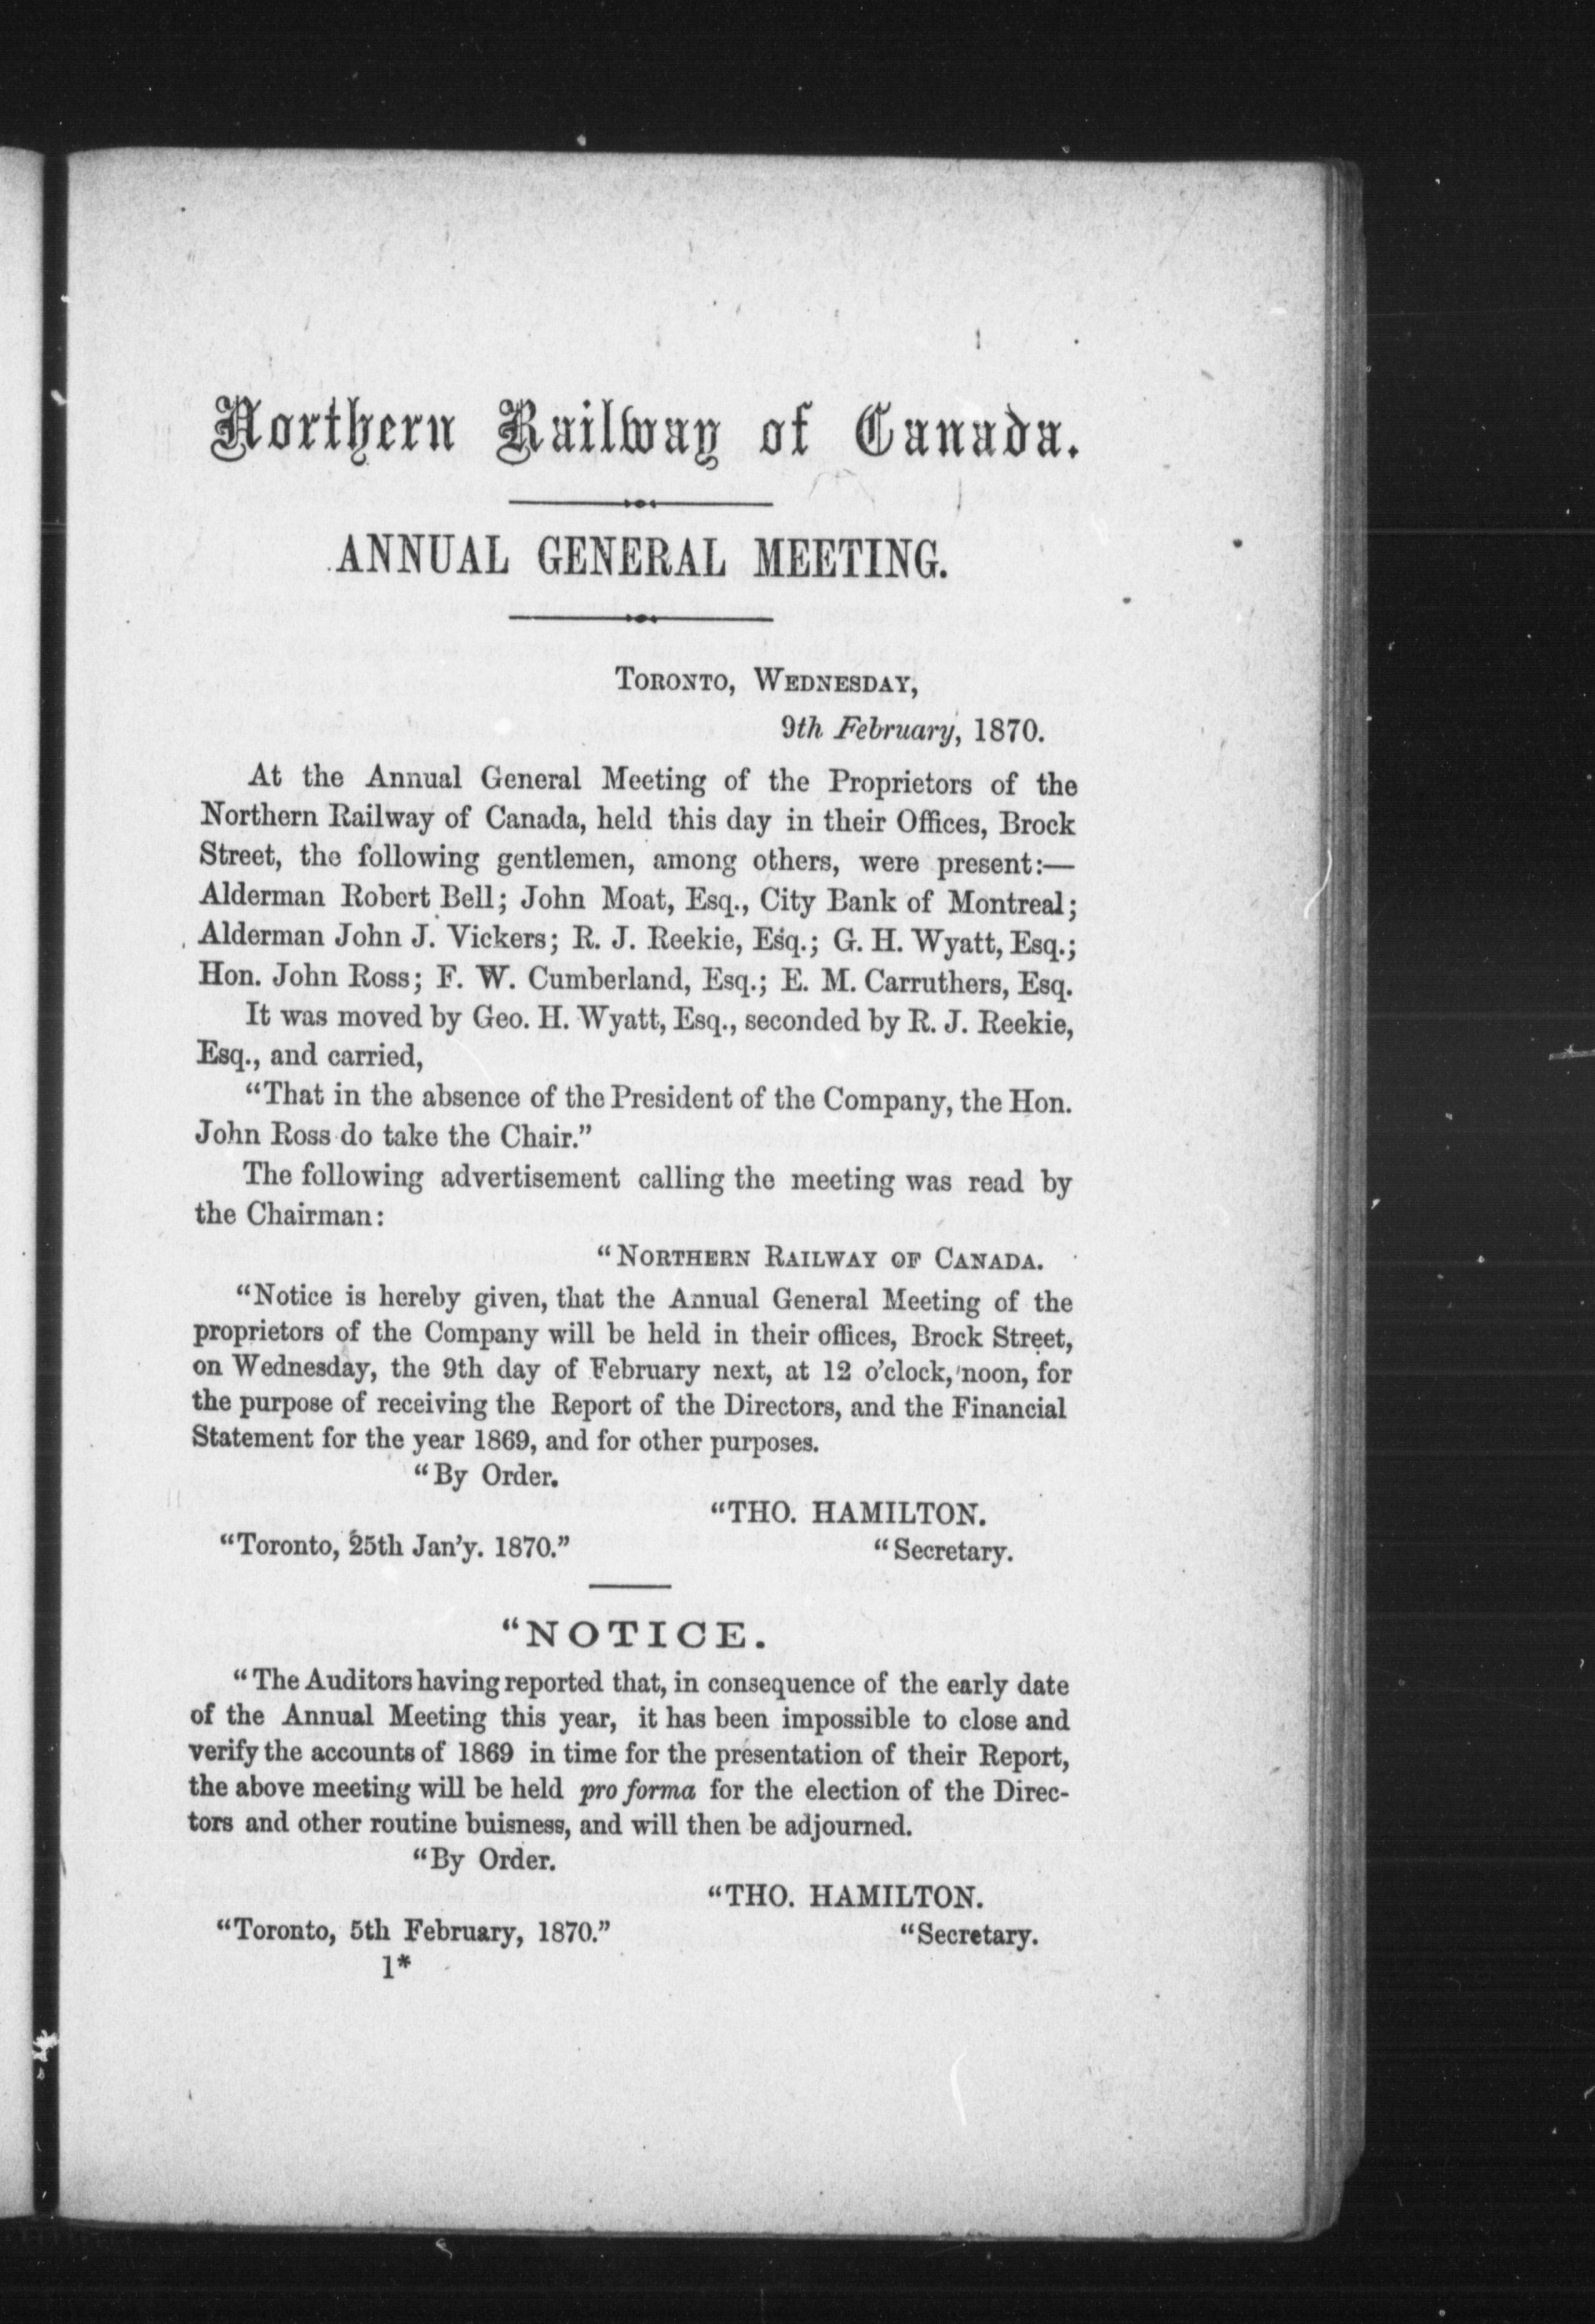 Northern Railway of Canada.
ANNUAL GENERAL MEETING.
TORONTO, WEDNESDAY,
9th February, 1870.
At the Annual General Meeting of the Proprietors of the
Northern Railway of Canada, held this day in their Offices, Brock
Street, the following gentlemen, among others, were present:—
Alderman Robert Bell; John Moat, Esq., City Bank of Montreal;
Alderman John J. Vickers; R. J. Reekie, Esq.; G. H. Wyatt, Esq.;
Hon. John Ross; F. W. Cumberland, Esq.; E. M. Carruthers, Esq.
It was moved by Geo. H. Wyatt, Esq., seconded by R. J. Reekie,
Esq., and carried,
“That in the absence of the President of the Company, the Hon.
John Ross do take the Chair.”
The following advertisement calling the meeting was read by
the Chairman:
“NORTHERN RAILWAY OF CANADA.
“Notice is hereby given, that the Annual General Meeting of the
proprietors of the Company will be held in their offices, Brock Street,
on Wednesday, the 9th day of February next, at 12 o’clock, noon, for
the purpose of receiving the Report of the Directors, and the Financial
Statement for the year 1869, and for other purposes.
“By Order.
“THO. HAMILTON.
“Toronto, 25th Jan’y. 1870.” “Secretary.
“NOTICE.
“The Auditors having reported that, in consequence of the early date
of the Annual Meeting this year, it has been impossible to close and
verify the accounts of 1869 in time for the presentation of their Report,
the above meeting will be held pro forma for the election of the Direc-
tors and other routine buisness, and will then be adjourned.
“By Order.
“THO. HAMILTON.
“Toronto, 5th February, 1870.” “Secretary.
1*